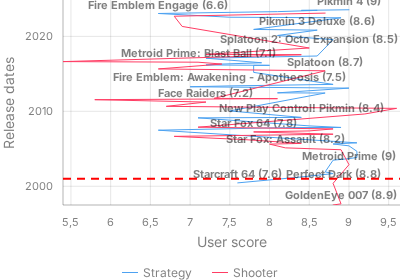 Pikmin 4 (9)
Fire Emblem Engage (6.6)
Pikmin 3 Deluxe (8.6)
Splatoon 2: Octo Expansion (8.5)
Metroid Prime: Blast Ball (7.1)
Splatoon (8.7)
Fire Emblem: Awakening - Apotheosis (7.5)
Face Raiders (7.2)
Now Play Control! Pikmin (8.4)
Star Fox 64 (7.8)
Star Fox: Assault (8.2)
Metroid Prime (9)
Starcraft 64 (7.6) Perfect Dark (8.8)
GoldenEye 007 (8.9)
Release dates
2020
2010
2000
5,5 6 6,5 7 7,5 8 8,5 9 9,5
User score
Strategy Shooter